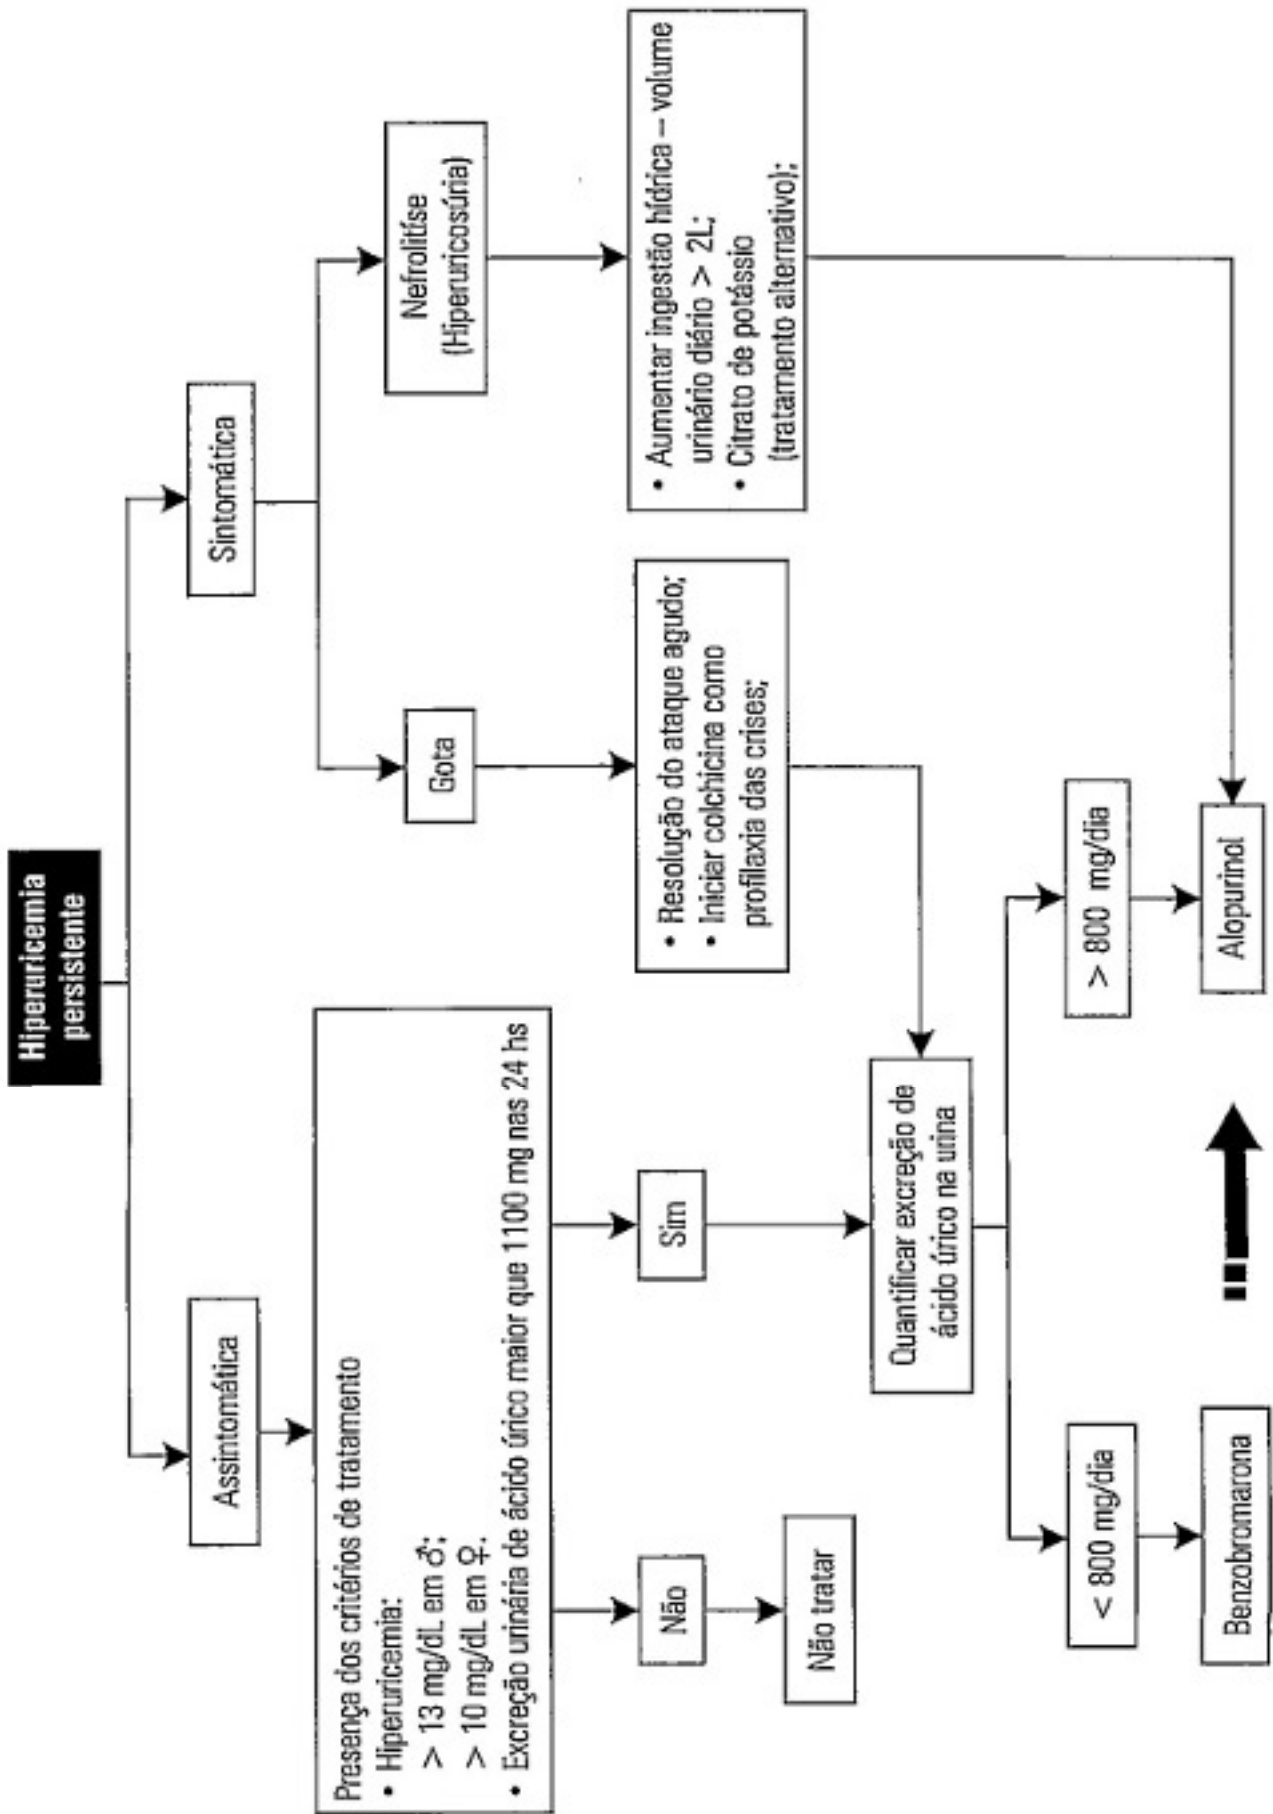 Hiperuricemia
persistente
Assintomática
Sintomática
Presença dos critérios de tratamento
• Hiperuricemia:
> 13 mg/dL em ♂;
> 10 mg/dL em ♀.
• Excreção urinária de ácido úrico maior que 1100 mg nas 24 hs
Gota
Nefrolitíse
(Hiperuricosúria)
Não
Sim
• Resolução do ataque agudo;
• Iniciar colchicina como
profilaxia das crises;
• Aumentar ingestão hídrica – volume
urinário diário > 2L;
• Citrato de potássio
(tratamento alternativo);
Não tratar
Quantificar excreção de
ácido úrico na urina
< 800 mg/dia
> 800 mg/dia
Benzobromarona
Alopurinol